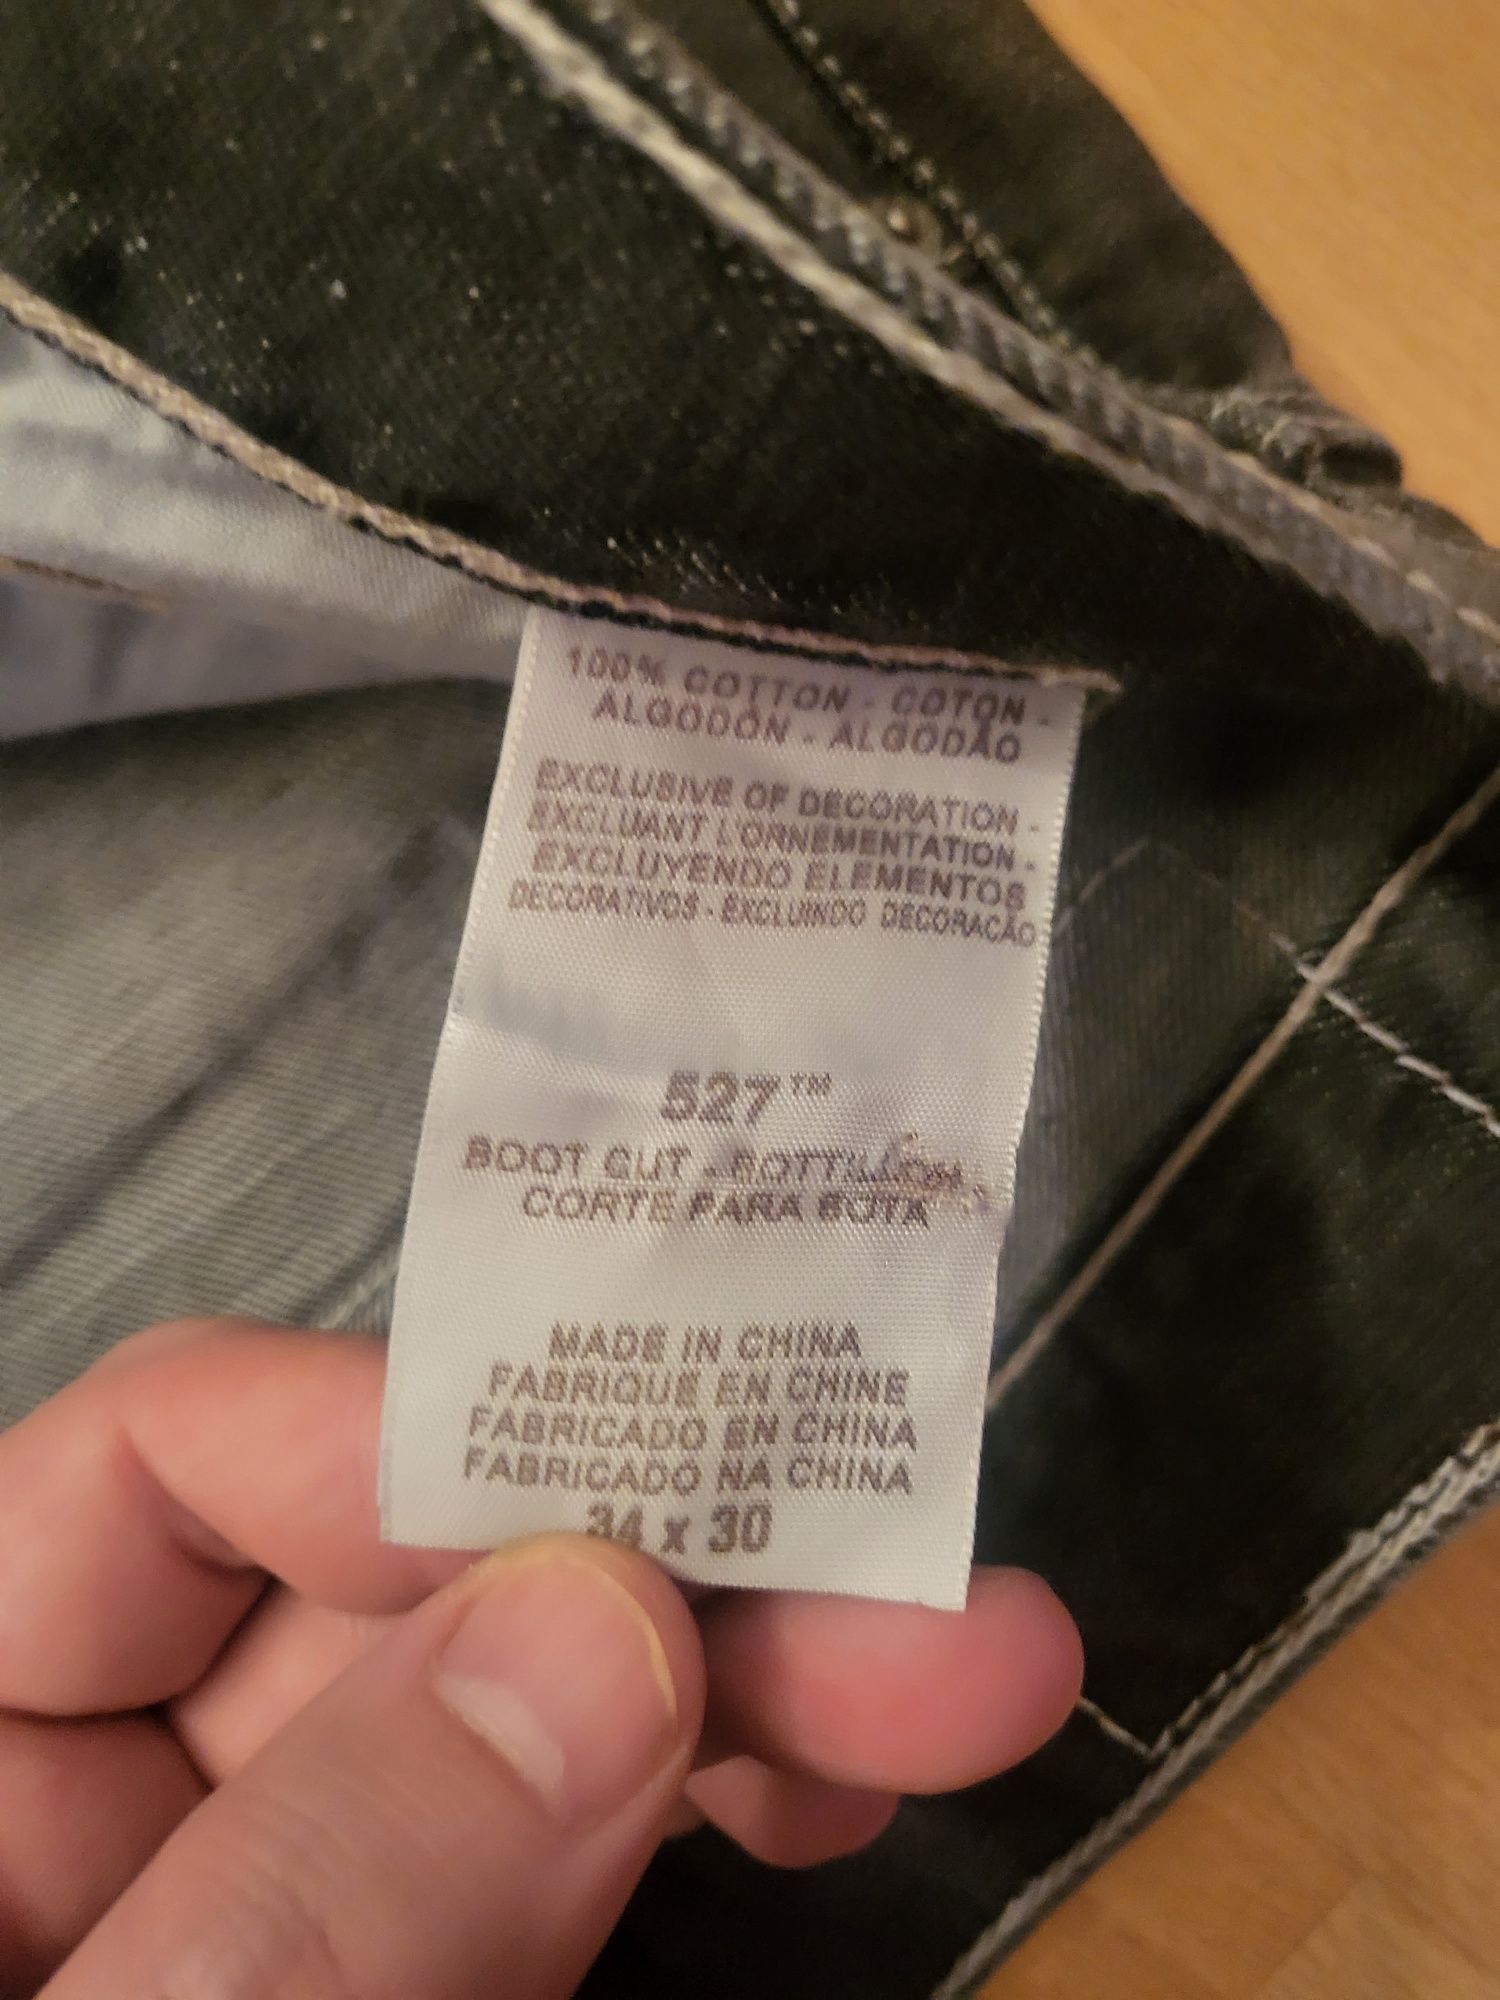 100% COTTON - COTON -
ALGODÓN - ALGODÃO
EXCLUSIVE OF DECORATION -
EXCLUANT L'ORNEMENTATION -
EXCLUYENDO ELEMENTOS
DECORATIVOS - EXCLUINDO DECORAÇÃO
527™
BOOT CUT -
CORTE PARA BOTA
MADE IN CHINA
FABRIQUE EN CHINE
FABRICADO EN CHINA
FABRICADO NA CHINA
34 x 30